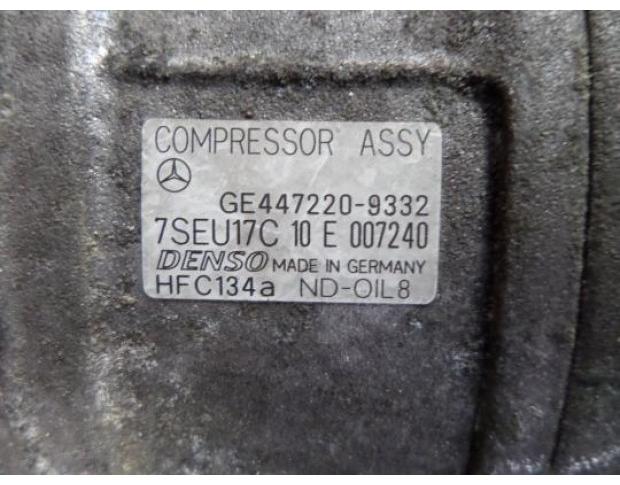 COMPRESSOR ASSY
GE447220-9332
7SEU17C 10 E 007240
DENSO MADE IN GERMANY
HFC134a ND-OIL8